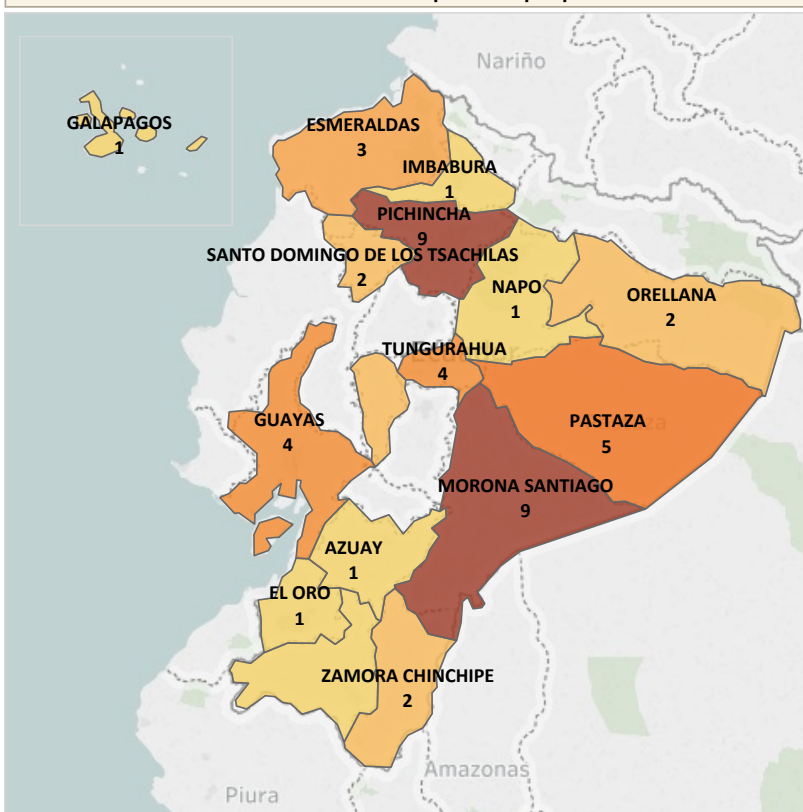 Nariño
GALAPAGOS
1
ESMERALDAS
3
IMBABURA
1
PICHINCHA
9
SANTO DOMINGO DE LOS TSACHILAS
2
NAPO
1
ORELLANA
2
TUNGURAHUA
4
GUAYAS
4
PASTAZA
5
MORONA SANTIAGO
9
AZUAY
1
EL ORO
1
ZAMORA CHINCHIPE
2
Amazonas
Piura